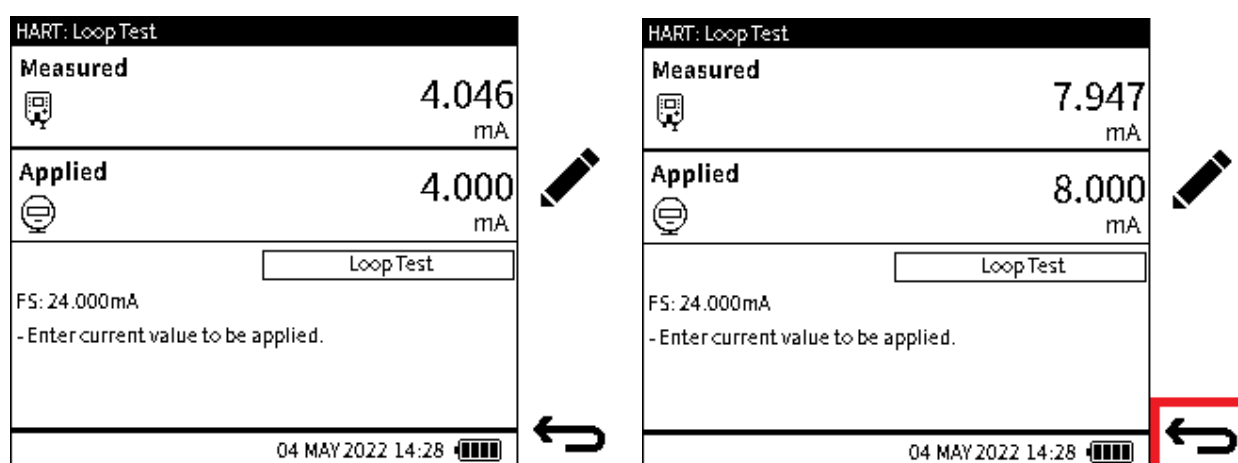 HART: Loop Test
Measured
4.046
mA
Applied
4.000
mA
Loop Test
FS: 24.000mA
- Enter current value to be applied.
04 MAY 2022 14:28
HART: Loop Test
Measured
7.947
mA
Applied
8.000
mA
Loop Test
FS: 24.000mA
- Enter current value to be applied.
04 MAY 2022 14:28